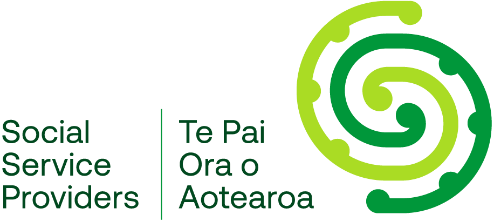 Social
Service
Providers
Te Pai
Ora o
Aotearoa